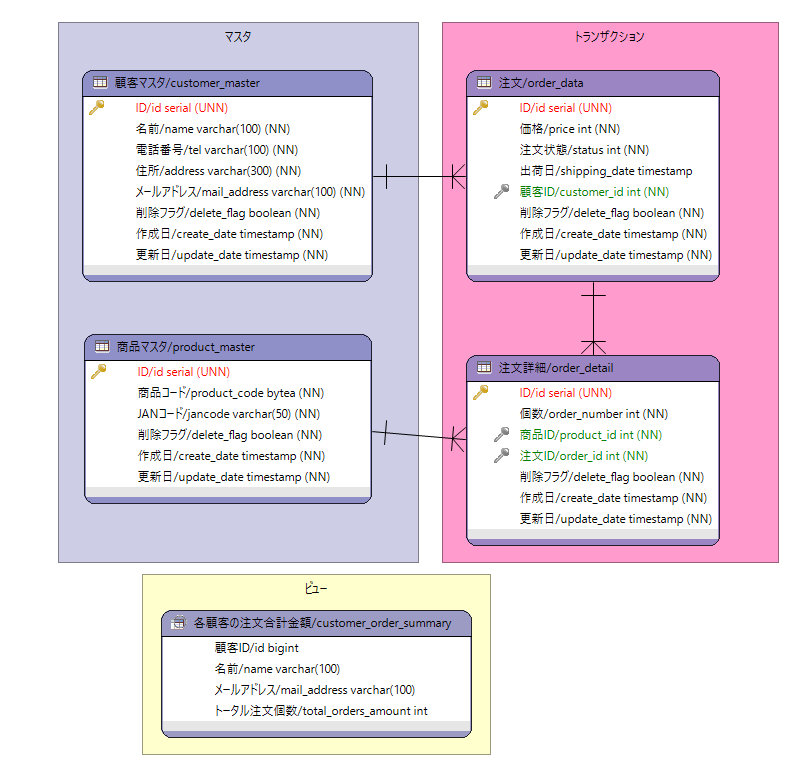 マスタ
顧客マスタ/customer_master
ID/id serial (UNN)
名前/name varchar(100) (NN)
電話番号/tel varchar(100) (NN)
住所/address varchar(300) (NN)
メールアドレス/mail_address varchar(100) (NN)
削除フラグ/delete_flag boolean (NN)
作成日/create_date timestamp (NN)
更新日/update_date timestamp (NN)
商品マスタ/product_master
ID/id serial (UNN)
商品コード/product_code bytea (NN)
JANコード/jancode varchar(50) (NN)
削除フラグ/delete_flag boolean (NN)
作成日/create_date timestamp (NN)
更新日/update_date timestamp (NN)
トランザクション
注文/order_data
ID/id serial (UNN)
価格/price int (NN)
注文状態/status int (NN)
出荷日/shipping_date timestamp
顧客ID/customer_id int (NN)
削除フラグ/delete_flag boolean (NN)
作成日/create_date timestamp (NN)
更新日/update_date timestamp (NN)
注文詳細/order_detail
ID/id serial (UNN)
個数/order_number int (NN)
商品ID/product_id int (NN)
注文ID/order_id int (NN)
削除フラグ/delete_flag boolean (NN)
作成日/create_date timestamp (NN)
更新日/update_date timestamp (NN)
ビュー
各顧客の注文合計金額/customer_order_summary
顧客ID/id bigint
名前/name varchar(100)
メールアドレス/mail_address varchar(100)
トータル注文個数/total_orders_amount int